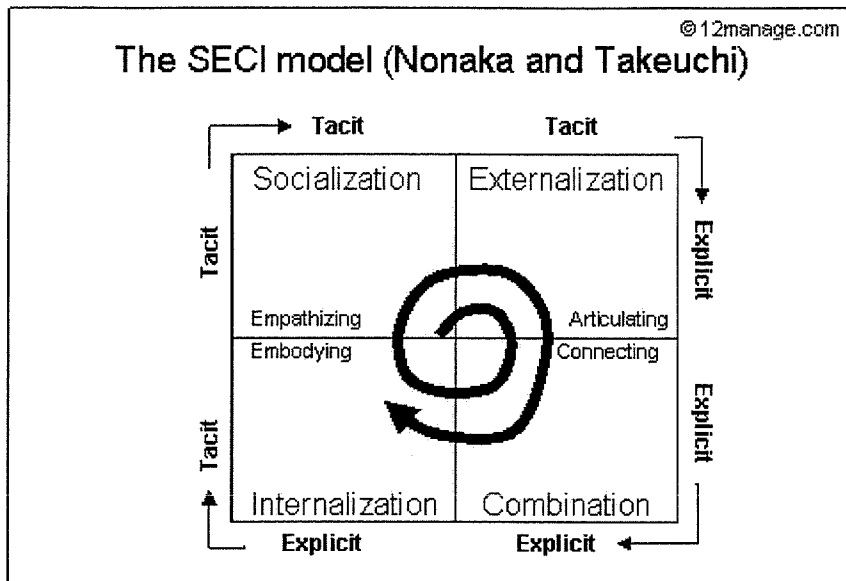 ©12manage.com
The SECI model (Nonaka and Takeuchi)
Tacit
Tacit
Socialization
Externalization
Tacit
Explicit
Empathizing
Articulating
Embodying
Connecting
Tacit
Explicit
Internalization
Combination
Explicit
Explicit